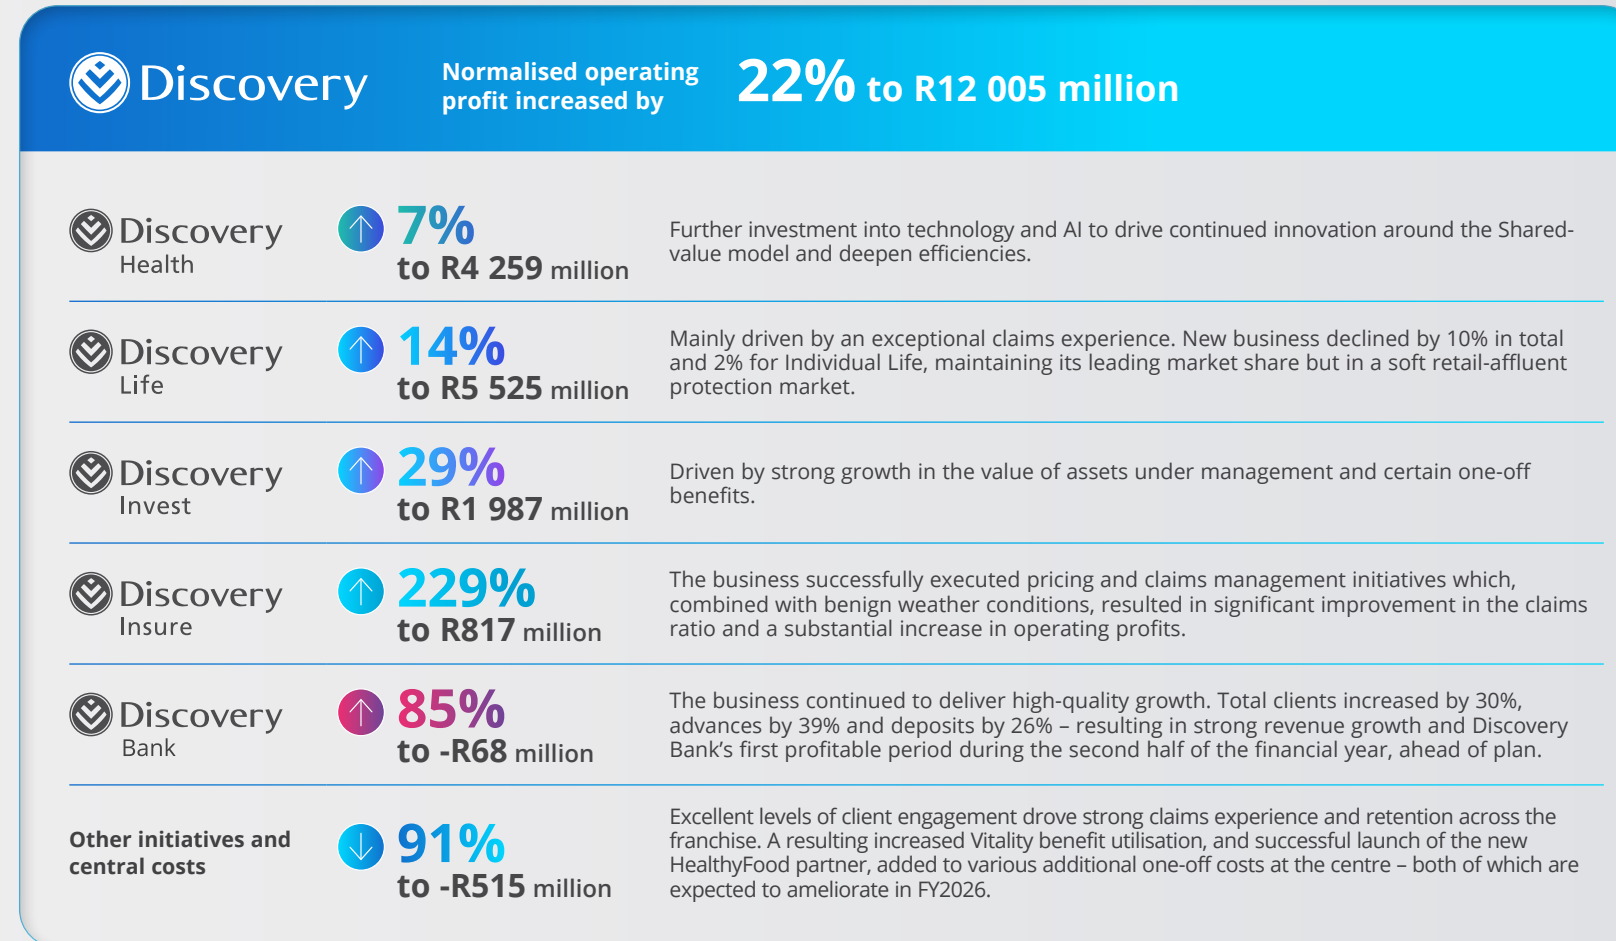 Discovery
Normalised operating
profit increased by
22% to R12 005 million
Discovery
Health
7%
to R4 259 million
Further investment into technology and AI to drive continued innovation around the Shared-
value model and deepen efficiencies.
Discovery
Life
14%
to R5 525 million
Mainly driven by an exceptional claims experience. New business declined by 10% in total
and 2% for Individual Life, maintaining its leading market share but in a soft retail-affluent
protection market.
Discovery
Invest
29%
to R1 987 million
Driven by strong growth in the value of assets under management and certain one-off
benefits.
Discovery
Insure
229%
to R817 million
The business successfully executed pricing and claims management initiatives which,
combined with benign weather conditions, resulted in significant improvement in the claims
ratio and a substantial increase in operating profits.
Discovery
Bank
85%
to -R68 million
The business continued to deliver high-quality growth. Total clients increased by 30%,
advances by 39% and deposits by 26% – resulting in strong revenue growth and Discovery
Bank's first profitable period during the second half of the financial year, ahead of plan.
Other initiatives and
central costs
91%
to -R515 million
Excellent levels of client engagement drove strong claims experience and retention across the
franchise. A resulting increased Vitality benefit utilisation, and successful launch of the new
HealthyFood partner, added to various additional one-off costs at the centre – both of which are
expected to ameliorate in FY2026.